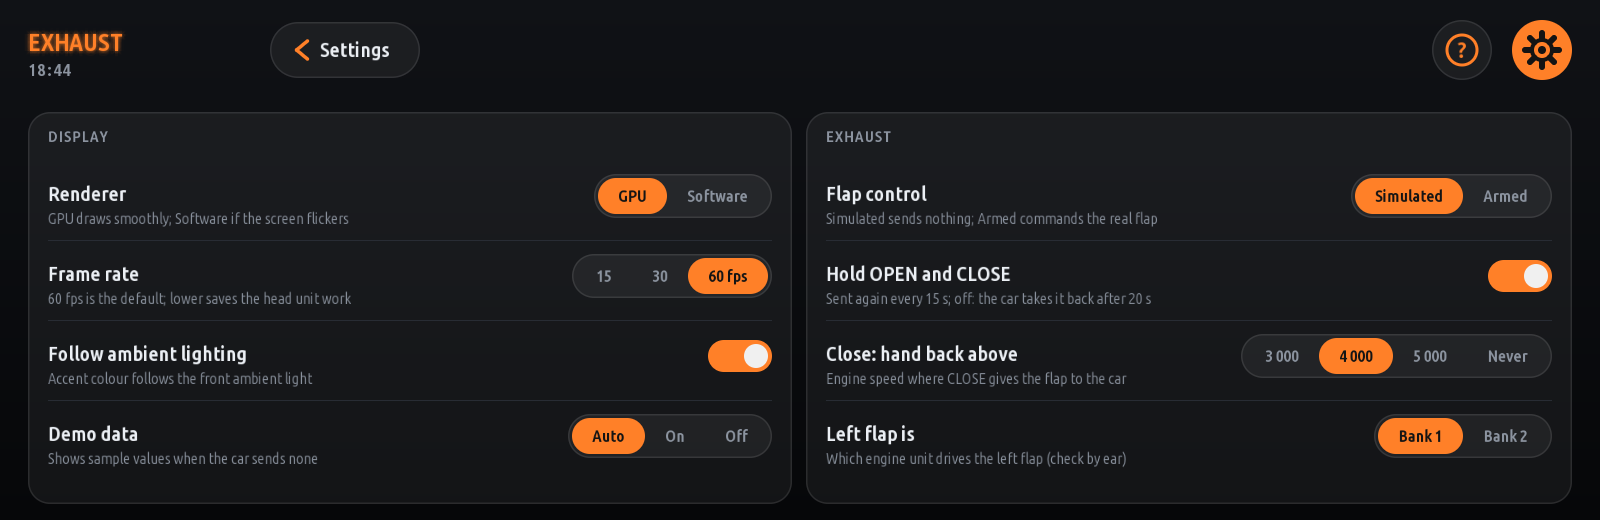 EXHAUST
18:44
Settings
?
DISPLAY
Renderer
GPU draws smoothly; Software if the screen flickers
GPU Software
Frame rate
60 fps is the default; lower saves the head unit work
15 30 60 fps
Follow ambient lighting
Accent colour follows the front ambient light
Demo data
Shows sample values when the car sends none
Auto On Off
EXHAUST
Flap control
Simulated sends nothing; Armed commands the real flap
Simulated Armed
Hold OPEN and CLOSE
Sent again every 15 s; off: the car takes it back after 20 s
Close: hand back above
Engine speed where CLOSE gives the flap to the car
3 000 4 000 5 000 Never
Left flap is
Which engine unit drives the left flap (check by ear)
Bank 1 Bank 2